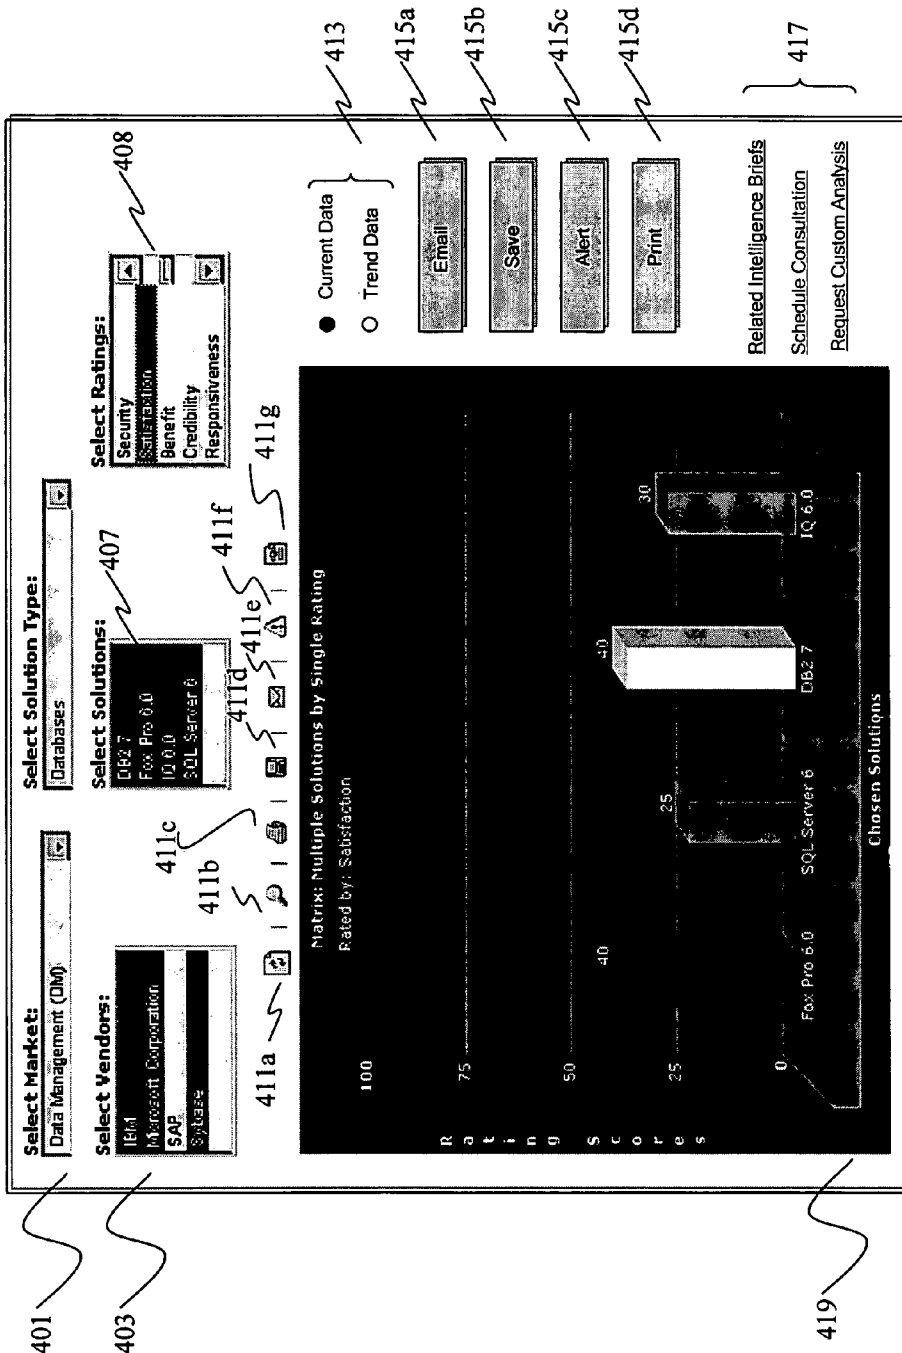 Select Market:
Data Management (DM)
Select Solution Type:
Databases
Select Vendors:
IBM
Microsoft Corporation
SAP
Sybase
Select Solutions:
DB2 7
Fox Pro 6.0
IQ 6.0
SQL Server 6
Select Ratings:
Security
Satisfaction
Benefit
Credibility
Responsiveness
401
403
407
408
411a
411b
411c
411d
411e
411f
411g
Matrix: Multiple Solutions by Single Rating
Rated by: Satisfaction
Rating Scores
100
75
50
25
0
40
25
40
30
Fox Pro 6.0
SQL Server 6
DB2 7
IQ 6.0
Chosen Solutions
419
Current Data
Trend Data
413
Email
415a
Save
415b
Alert
415c
Print
415d
Related Intelligence Briefs
Schedule Consultation
Request Custom Analysis
417